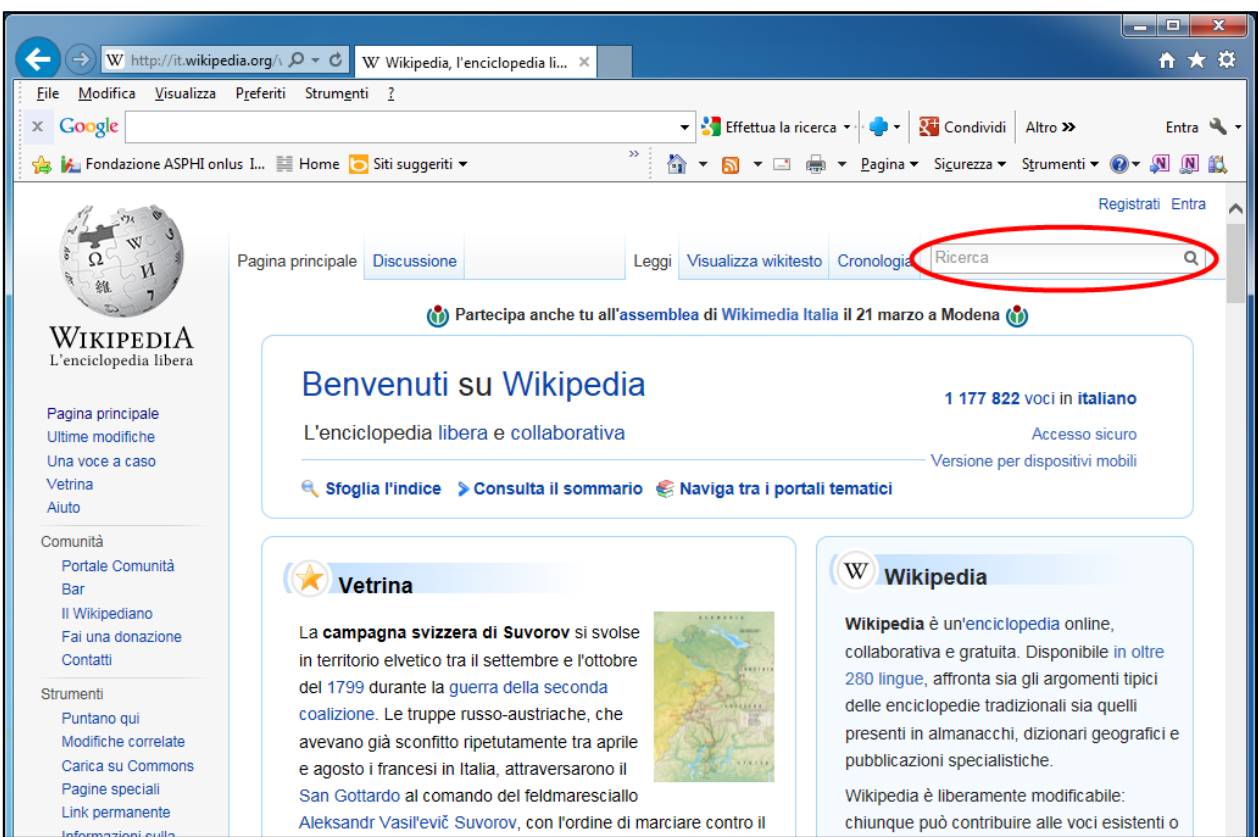 http://it.wikipedia.org/
W Wikipedia, l'enciclopedia li...
File Modifica Visualizza Preferiti Strumenti ?
x Google Effettua la ricerca Condividi Altro » Entra
Fondazione ASPHI onlus I... Home Siti suggeriti » Pagina Sicurezza Strumenti
Registrati Entra
Pagina principale Discussione Leggi Visualizza wikitesto Cronologia Ricerca
Partecipa anche tu all'assemblea di Wikimedia Italia il 21 marzo a Modena
WIKIPEDIA
L'enciclopedia libera
Pagina principale
Ultime modifiche
Una voce a caso
Vetrina
Aiuto
Comunità
Portale Comunità
Bar
Il Wikipediano
Fai una donazione
Contatti
Strumenti
Puntano qui
Modifiche correlate
Carica su Commons
Pagine speciali
Link permanente
Informazioni sulla
Benvenuti su Wikipedia
L'enciclopedia libera e collaborativa
1 177 822 voci in italiano
Accesso sicuro
Versione per dispositivi mobili
Sfoglia l'indice Consulta il sommario Naviga tra i portali tematici
Vetrina
La campagna svizzera di Suvorov si svolse
in territorio elvetico tra il settembre e l'ottobre
del 1799 durante la guerra della seconda
coalizione. Le truppe russo-austriache, che
avevano già sconfitto ripetutamente tra aprile
e agosto i francesi in Italia, attraversarono il
San Gottardo al comando del feldmaresciallo
Aleksandr Vasil'evič Suvorov, con l'ordine di marciare contro il
W Wikipedia
Wikipedia è un'enciclopedia online,
collaborativa e gratuita. Disponibile in oltre
280 lingue, affronta sia gli argomenti tipici
delle enciclopedie tradizionali sia quelli
presenti in almanacchi, dizionari geografici e
pubblicazioni specialistiche.
Wikipedia è liberamente modificabile:
chiunque può contribuire alle voci esistenti o